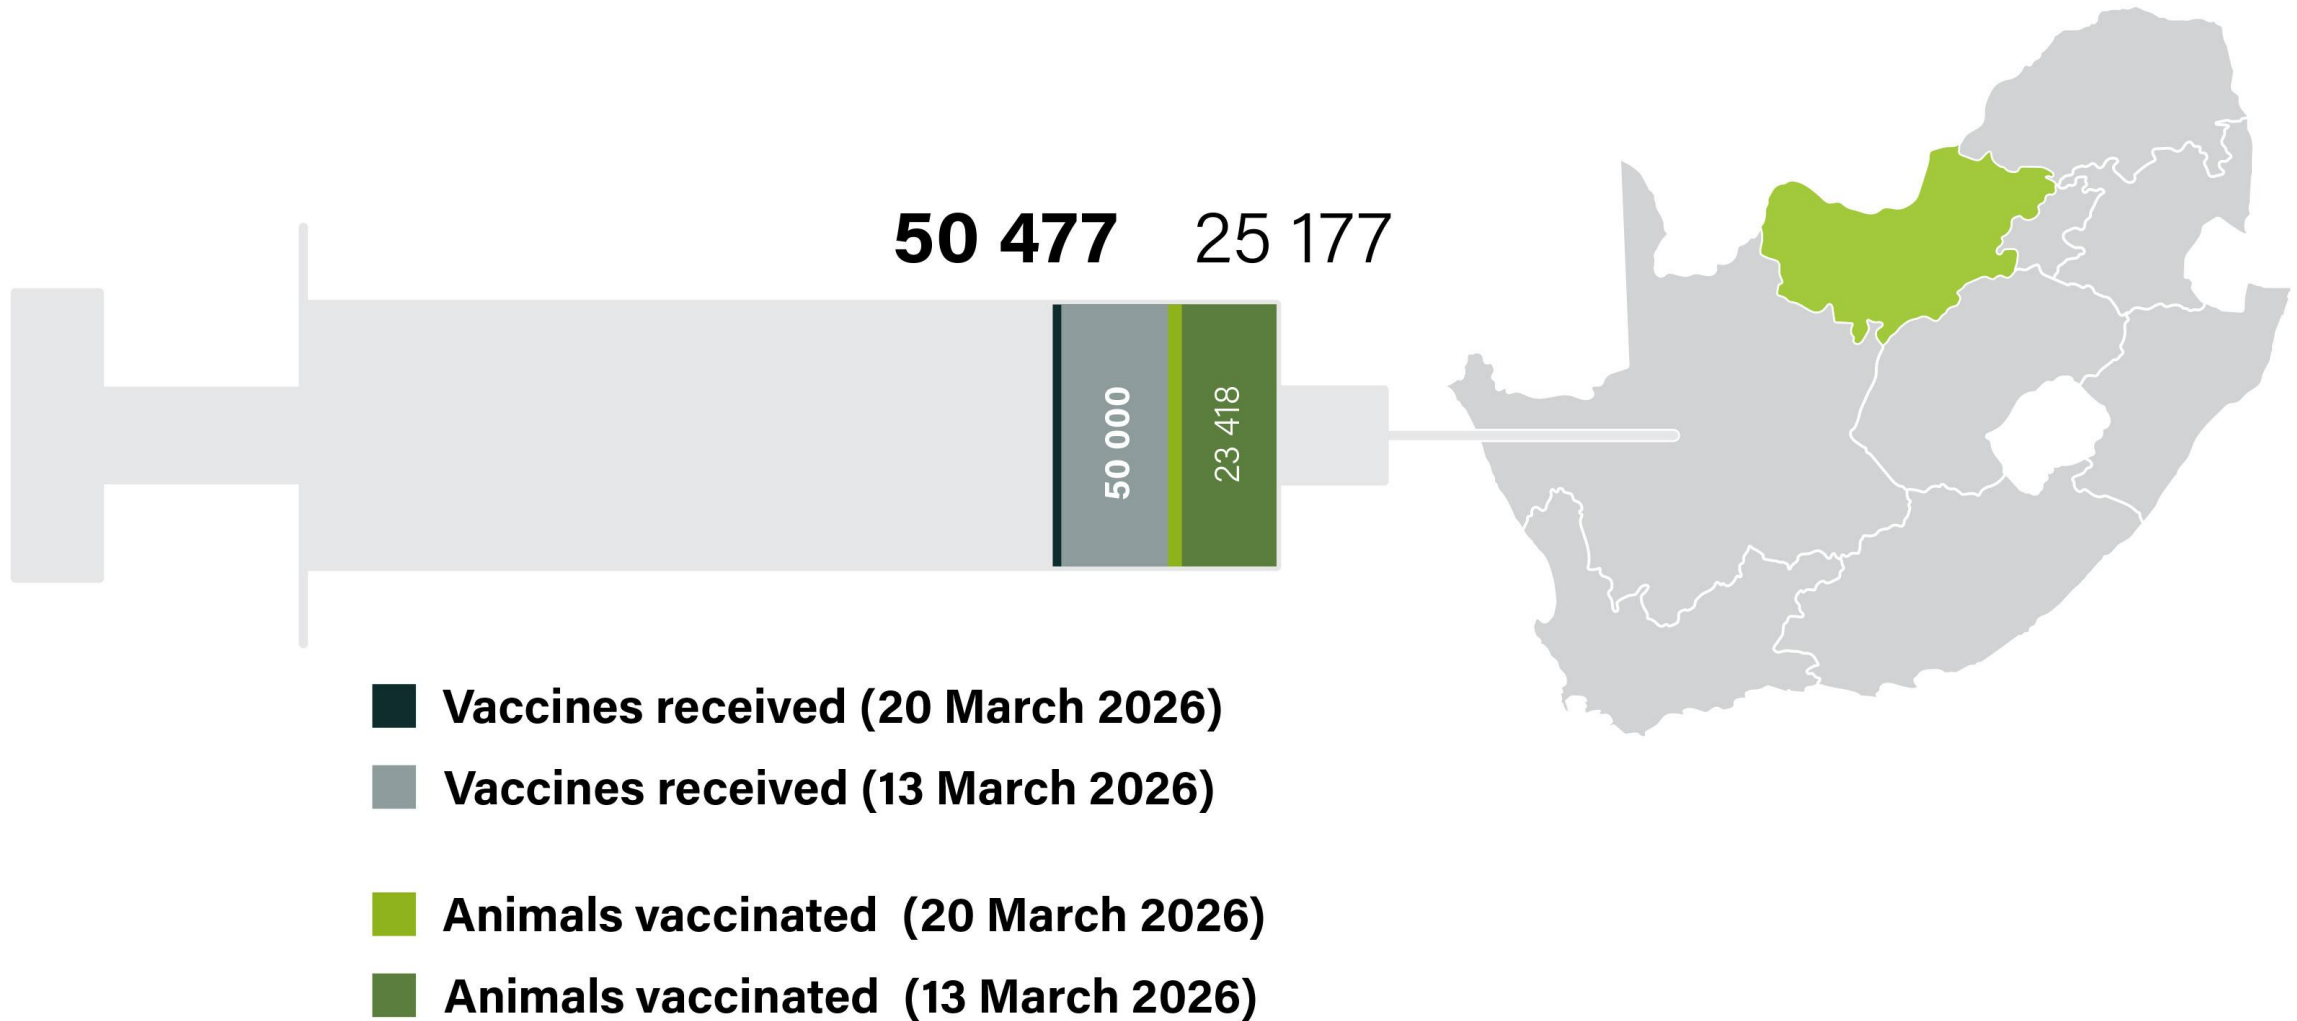 50 477 25 177
50 000
23 418
Vaccines received (20 March 2026)
Vaccines received (13 March 2026)
Animals vaccinated (20 March 2026)
Animals vaccinated (13 March 2026)